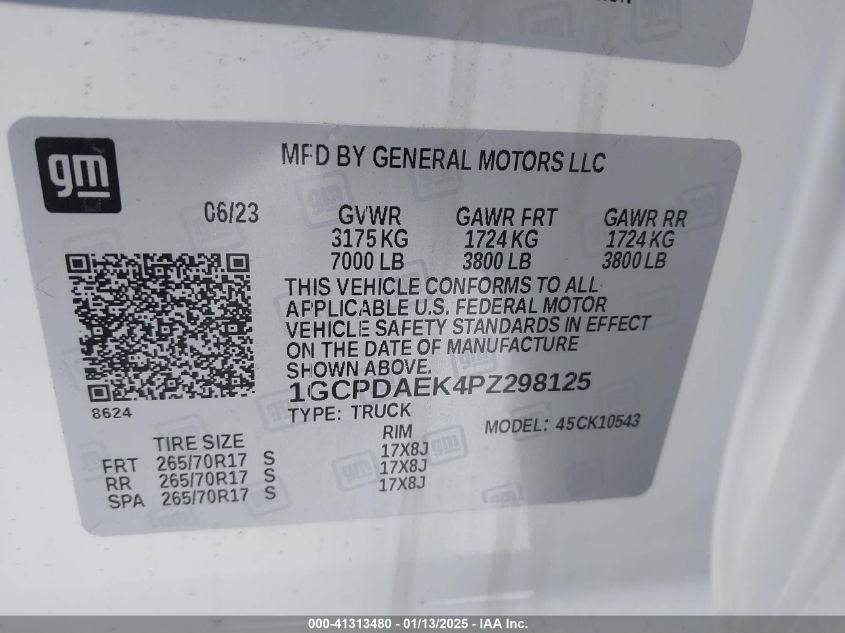 gm
MFD BY GENERAL MOTORS LLC
06/23
GVWR GAWR FRT GAWR RR
3175 KG 1724 KG 1724 KG
7000 LB 3800 LB 3800 LB
THIS VEHICLE CONFORMS TO ALL
APPLICABLE U.S. FEDERAL MOTOR
VEHICLE SAFETY STANDARDS IN EFFECT
ON THE DATE OF MANUFACTURE
SHOWN ABOVE.
1GCPDAEK4PZ298125
8624
TYPE: TRUCK
MODEL: 45CK10543
TIRE SIZE RIM
FRT 265/70R17 S 17X8J
RR 265/70R17 S 17X8J
SPA 265/70R17 S 17X8J
000-41313480 - 01/13/2025 - IAA Inc.